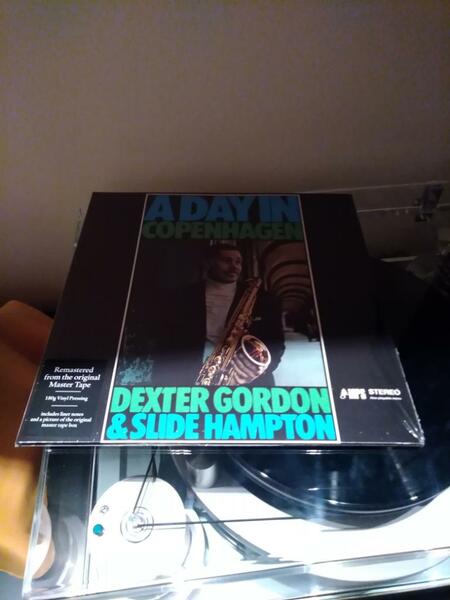 A DAY IN
COPENHAGEN
Remastered
from the original
Master Tape
180g Vinyl Pressing
includes liner notes
and a picture of the original
master tape box
DEXTER GORDON
& SLIDE HAMPTON
MPS
STEREO